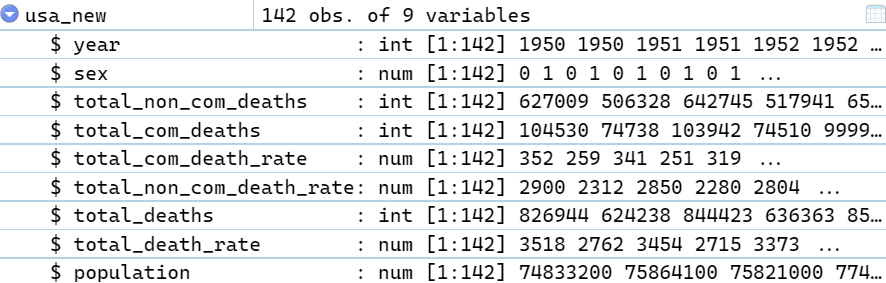 usa_new 142 obs. of 9 variables
$ year : int [1:142] 1950 1950 1951 1951 1952 1952 …
$ sex : num [1:142] 0 1 0 1 0 1 0 1 0 1 ...
$ total_non_com_deaths : int [1:142] 627009 506328 642745 517941 65…
$ total_com_deaths : int [1:142] 104530 74738 103942 74510 9999…
$ total_com_death_rate : num [1:142] 352 259 341 251 319 ...
$ total_non_com_death_rate: num [1:142] 2900 2312 2850 2280 2804 ...
$ total_deaths : int [1:142] 826944 624238 844423 636363 85…
$ total_death_rate : num [1:142] 3518 2762 3454 2715 3373 ...
$ population : num [1:142] 74833200 75864100 75821000 774…